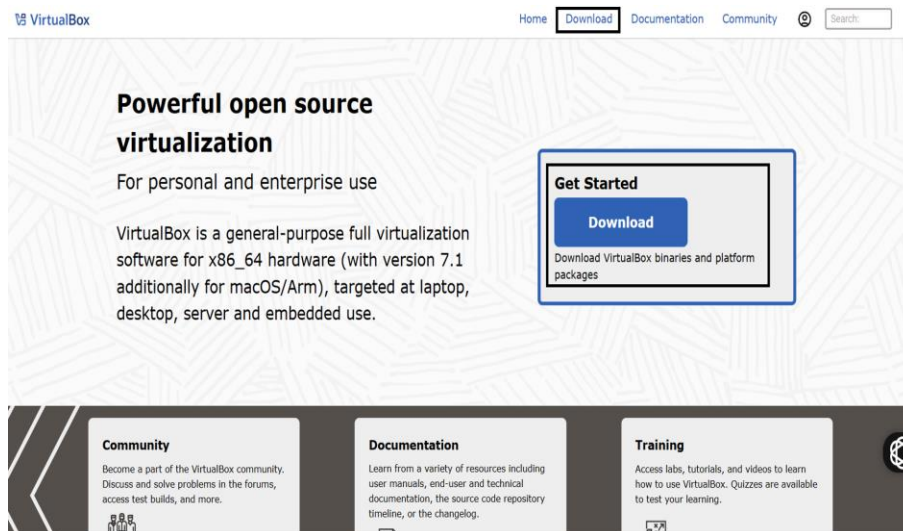 VirtualBox
Home Download Documentation Community Search:
Powerful open source
virtualization
For personal and enterprise use
VirtualBox is a general-purpose full virtualization
software for x86_64 hardware (with version 7.1
additionally for macOS/Arm), targeted at laptop,
desktop, server and embedded use.
Get Started
Download
Download VirtualBox binaries and platform
packages
Community
Become a part of the VirtualBox community.
Discuss and solve problems in the forums,
access test builds, and more.
Documentation
Learn from a variety of resources including
user manuals, end-user and technical
documentation, the source code repository
timeline, or the changelog.
Training
Access labs, tutorials, and videos to learn
how to use VirtualBox. Quizzes are available
to test your learning.